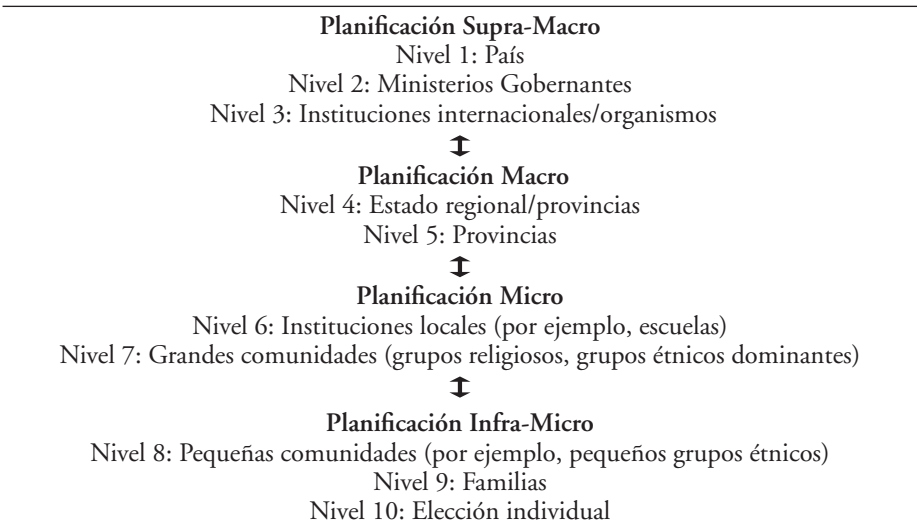 Planificación Supra-Macro
Nivel 1: País
Nivel 2: Ministerios Gobernantes
Nivel 3: Instituciones internacionales/organismos
↕
Planificación Macro
Nivel 4: Estado regional/provincias
Nivel 5: Provincias
↕
Planificación Micro
Nivel 6: Instituciones locales (por ejemplo, escuelas)
Nivel 7: Grandes comunidades (grupos religiosos, grupos étnicos dominantes)
↕
Planificación Infra-Micro
Nivel 8: Pequeñas comunidades (por ejemplo, pequeños grupos étnicos)
Nivel 9: Familias
Nivel 10: Elección individual